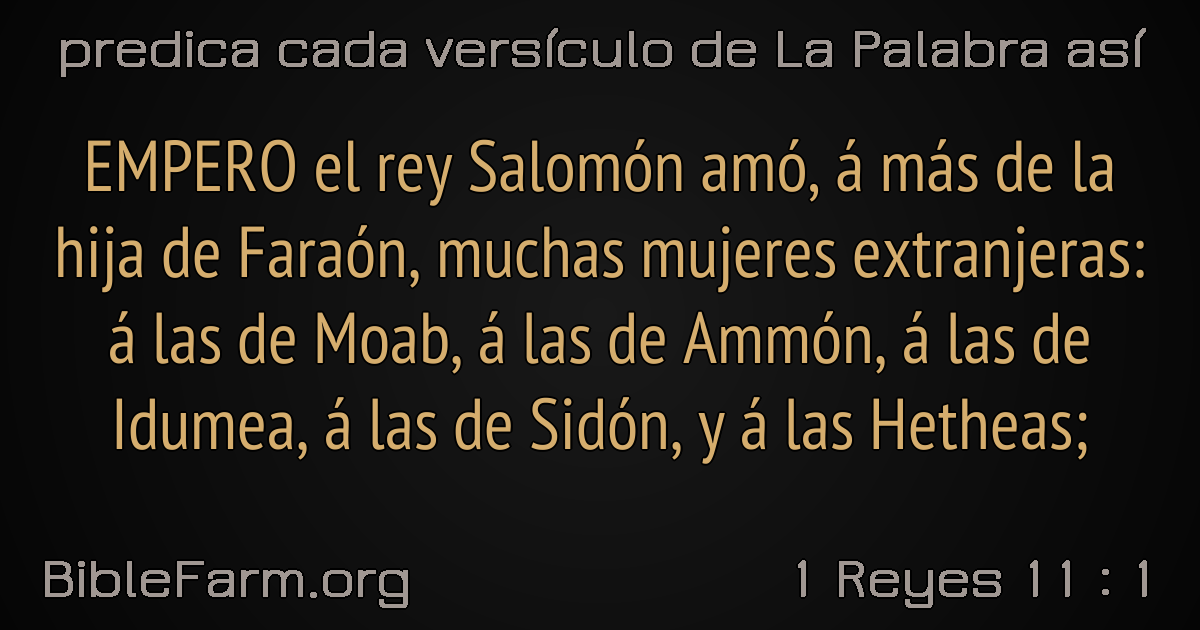 predica cada versículo de La Palabra así
EMPERO el rey Salomón amó, á más de la
hija de Faraón, muchas mujeres extranjeras:
á las de Moab, á las de Ammón, á las de
Idumea, á las de Sidón, y á las Hetheas;
BibleFarm.org
1 Reyes 11 : 1